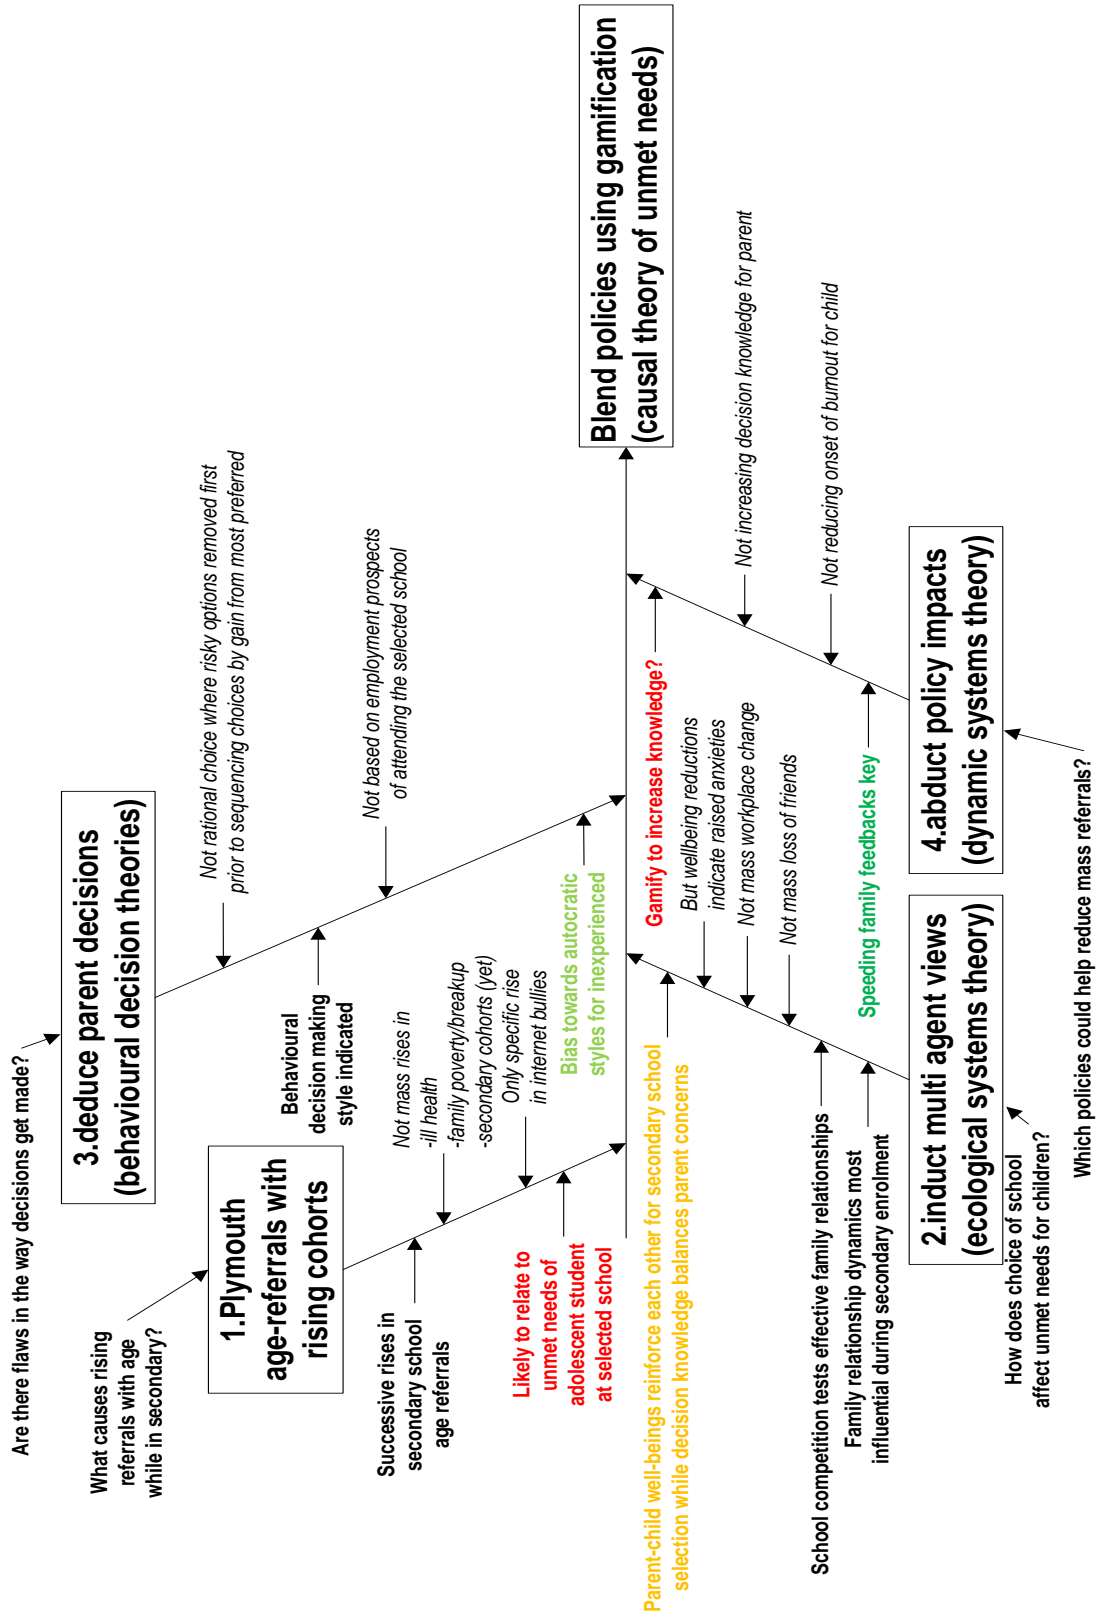 Are there flaws in the way decisions get made?
3.deduce parent decisions
(behavioural decision theories)
Not rational choice where risky options removed first
prior to sequencing choices by gain from most preferred
Behavioural
decision making
style indicated
Not based on employment prospects
of attending the selected school
Bias towards autocratic
styles for inexperienced
What causes rising
referrals with age
while in secondary?
1.Plymouth
age-referrals with
rising cohorts
Successive rises in
secondary school
age referrals
Not mass rises in
-ill health
-family poverty/breakup
-secondary cohorts (yet)
Only specific rise
in internet bullies
Likely to relate to
unmet needs of
adolescent student
at selected school
Blend policies using gamification
(causal theory of unmet needs)
Parent-child well-beings reinforce each other for secondary school
selection while decision knowledge balances parent concerns
But wellbeing reductions
indicate raised anxieties
Not mass workplace change
Not mass loss of friends
School competition tests effective family relationships
Family relationship dynamics most
influential during secondary enrolment
2.induct multi agent views
(ecological systems theory)
How does choice of school
affect unmet needs for children?
Gamify to increase knowledge?
Not increasing decision knowledge for parent
Not reducing onset of burnout for child
Speeding family feedbacks key
4.abduct policy impacts
(dynamic systems theory)
Which policies could help reduce mass referrals?